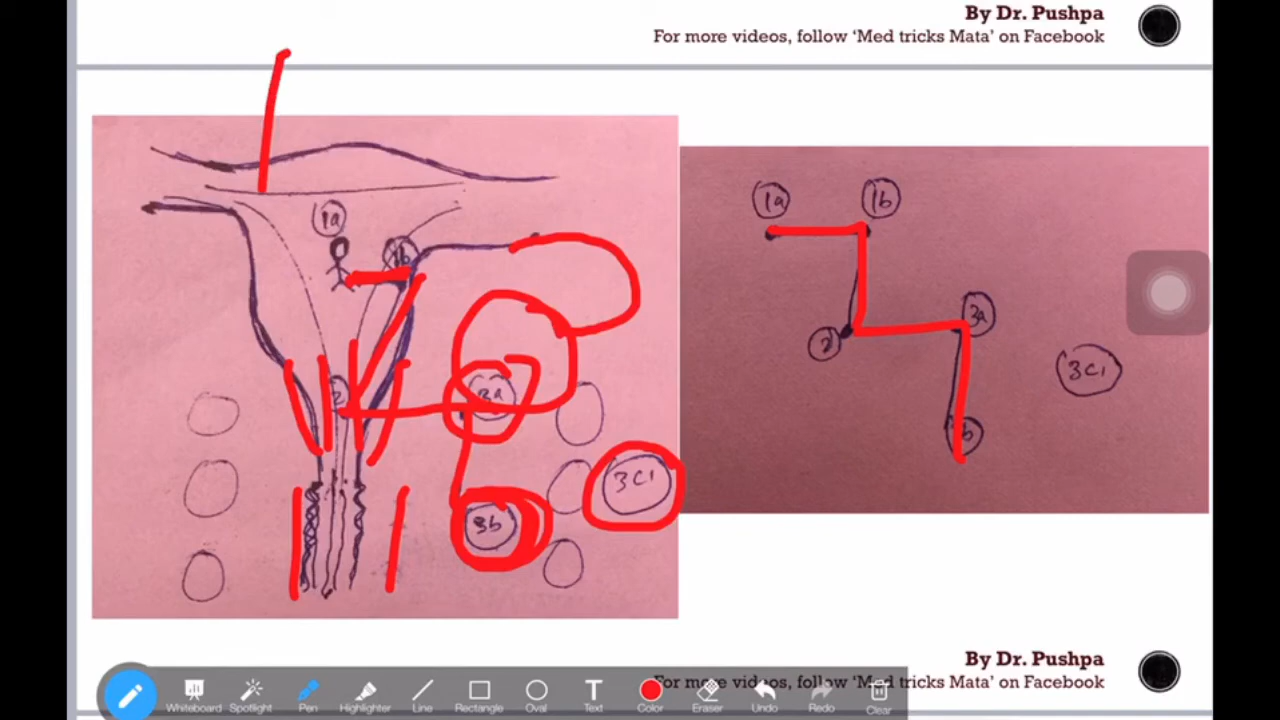 By Dr. Pushpa
For more videos, follow 'Med tricks Mata' on Facebook
1a
1b
2
3a
3C1
3b
1a
1b
3a
2
3C1
By Dr. Pushpa
For more videos, follow 'Med tricks Mata' on Facebook
Whiteboard
Spotlight
Pen
Highlighter
Line
Rectangle
Oval
Text
Color
Eraser
Undo
Redo
Clear